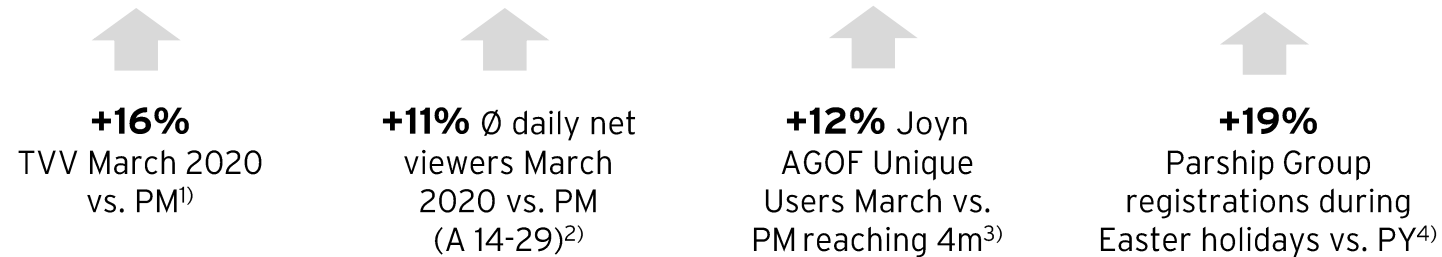 +16%
TVV March 2020
vs. PM1)
+11% Ø daily net
viewers March
2020 vs. PM
(A 14-29)2)
+12% Joyn
AGOF Unique
Users March vs.
PM reaching 4m3)
+19%
Parship Group
registrations during
Easter holidays vs. PY4)